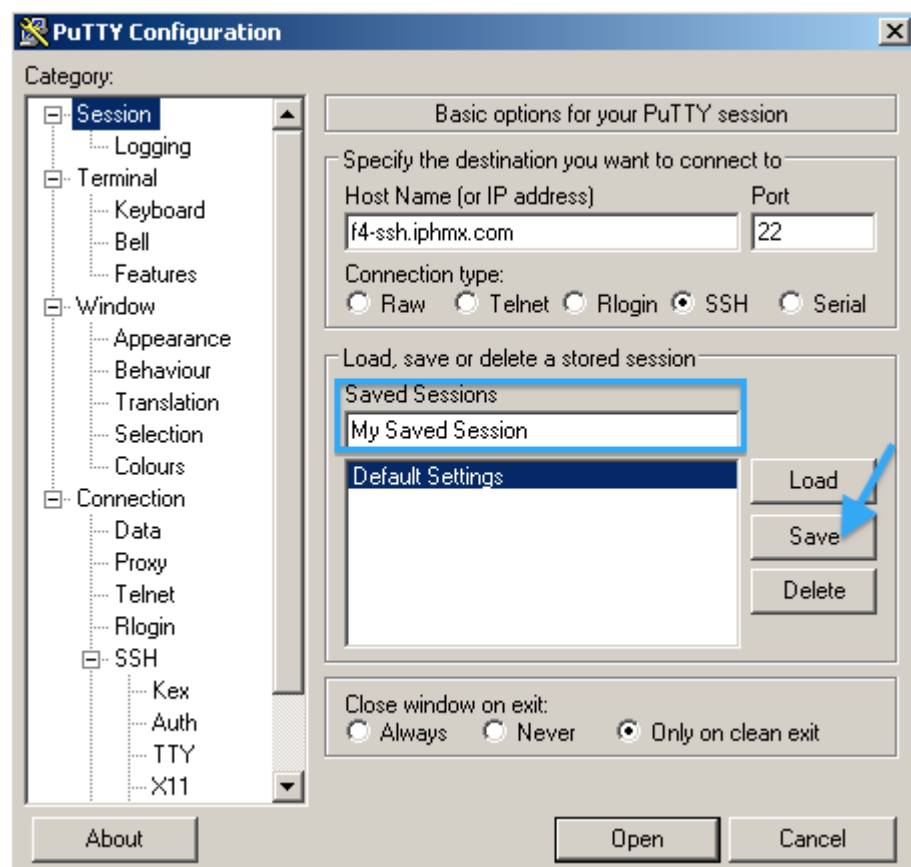 PuTTY Configuration
Category:
Session
Logging
Terminal
Keyboard
Bell
Features
Window
Appearance
Behaviour
Translation
Selection
Colours
Connection
Data
Proxy
Telnet
Rlogin
SSH
Kex
Auth
TTY
X11
Basic options for your PuTTY session
Specify the destination you want to connect to
Host Name (or IP address) Port
f4-ssh.iphmx.com 22
Connection type:
Raw Telnet Rlogin SSH Serial
Load, save or delete a stored session
Saved Sessions
My Saved Session
Default Settings
Load
Save
Delete
Close window on exit:
Always Never Only on clean exit
About Open Cancel